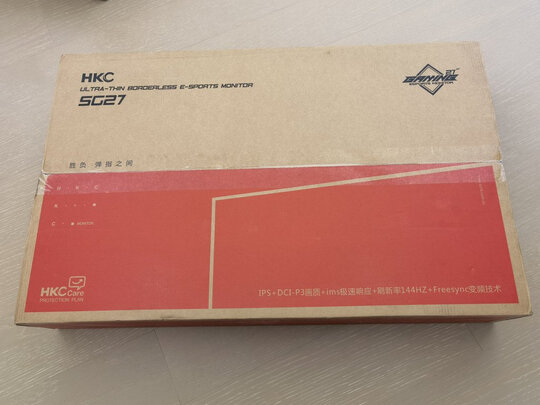 HKC
ULTRA-THIN BORDERLESS E-SPORTS MONITOR
SG27
27"
GAMING
胜负 弹指之间
H · K · C
C · · MONITOR
HKC Care
PROTECTION PLAN
IPS+DCI-P3画质+1ms极速响应+刷新率144HZ+Freesync变频技术